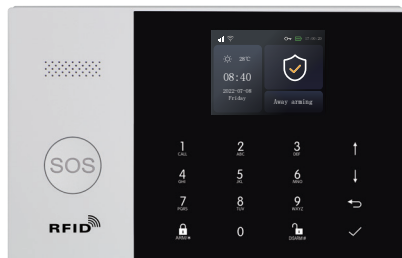 26℃
08:40
2022-07-08
Friday
Away arming
SOS
RFID
1 2 3
CALL ABC DEF
4 5 6
GHI JKL MNO
7 8 9
PQRS TUV WXYZ
0
ARM/* DISARM/#